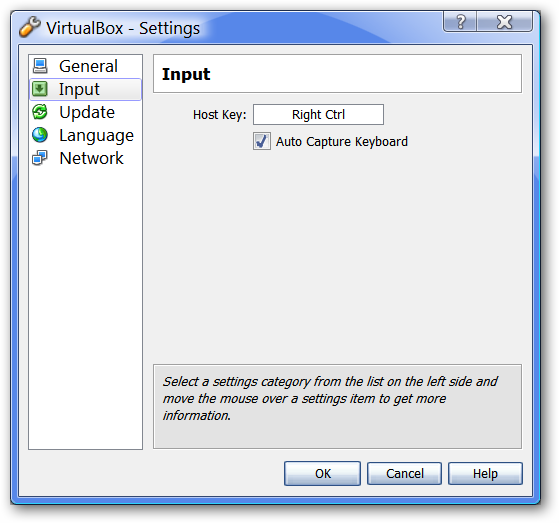 VirtualBox - Settings
General
Input
Update
Language
Network
Input
Host Key: Right Ctrl
Auto Capture Keyboard
Select a settings category from the list on the left side and
move the mouse over a settings item to get more
information.
OK Cancel Help